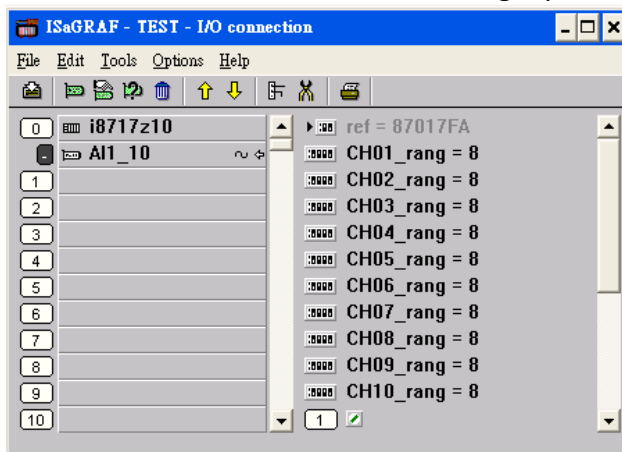 ISaGRAF - TEST - I/O connection
File Edit Tools Options Help
0 i8717z10
AI1_10
1
2
3
4
5
6
7
8
9
10
ref = 87017FA
CH01_rang = 8
CH02_rang = 8
CH03_rang = 8
CH04_rang = 8
CH05_rang = 8
CH06_rang = 8
CH07_rang = 8
CH08_rang = 8
CH09_rang = 8
CH10_rang = 8
1